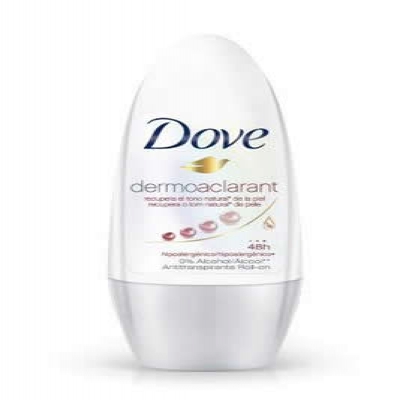 Dove
dermoaclarant
recupera el tono natural* de la piel
recupera o tom natural* da pele
48h
hipoalergénico/hipoalergênico*
0% Alcohol/Álcool**
Antitranspirante Roll-on